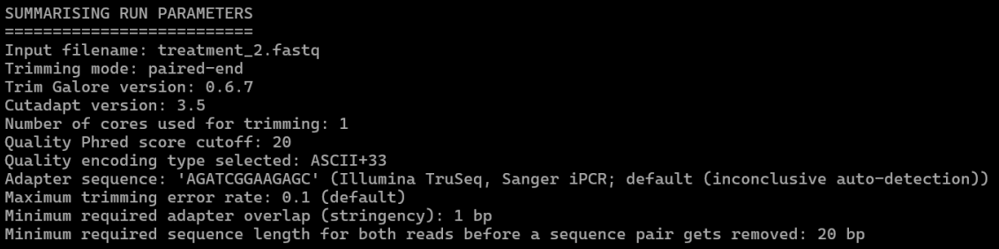 SUMMARISING RUN PARAMETERS
==========================
Input filename: treatment_2.fastq
Trimming mode: paired-end
Trim Galore version: 0.6.7
Cutadapt version: 3.5
Number of cores used for trimming: 1
Quality Phred score cutoff: 20
Quality encoding type selected: ASCII+33
Adapter sequence: 'AGATCGGAAGAGC' (Illumina TruSeq, Sanger iPCR; default (inconclusive auto-detection))
Maximum trimming error rate: 0.1 (default)
Minimum required adapter overlap (stringency): 1 bp
Minimum required sequence length for both reads before a sequence pair gets removed: 20 bp